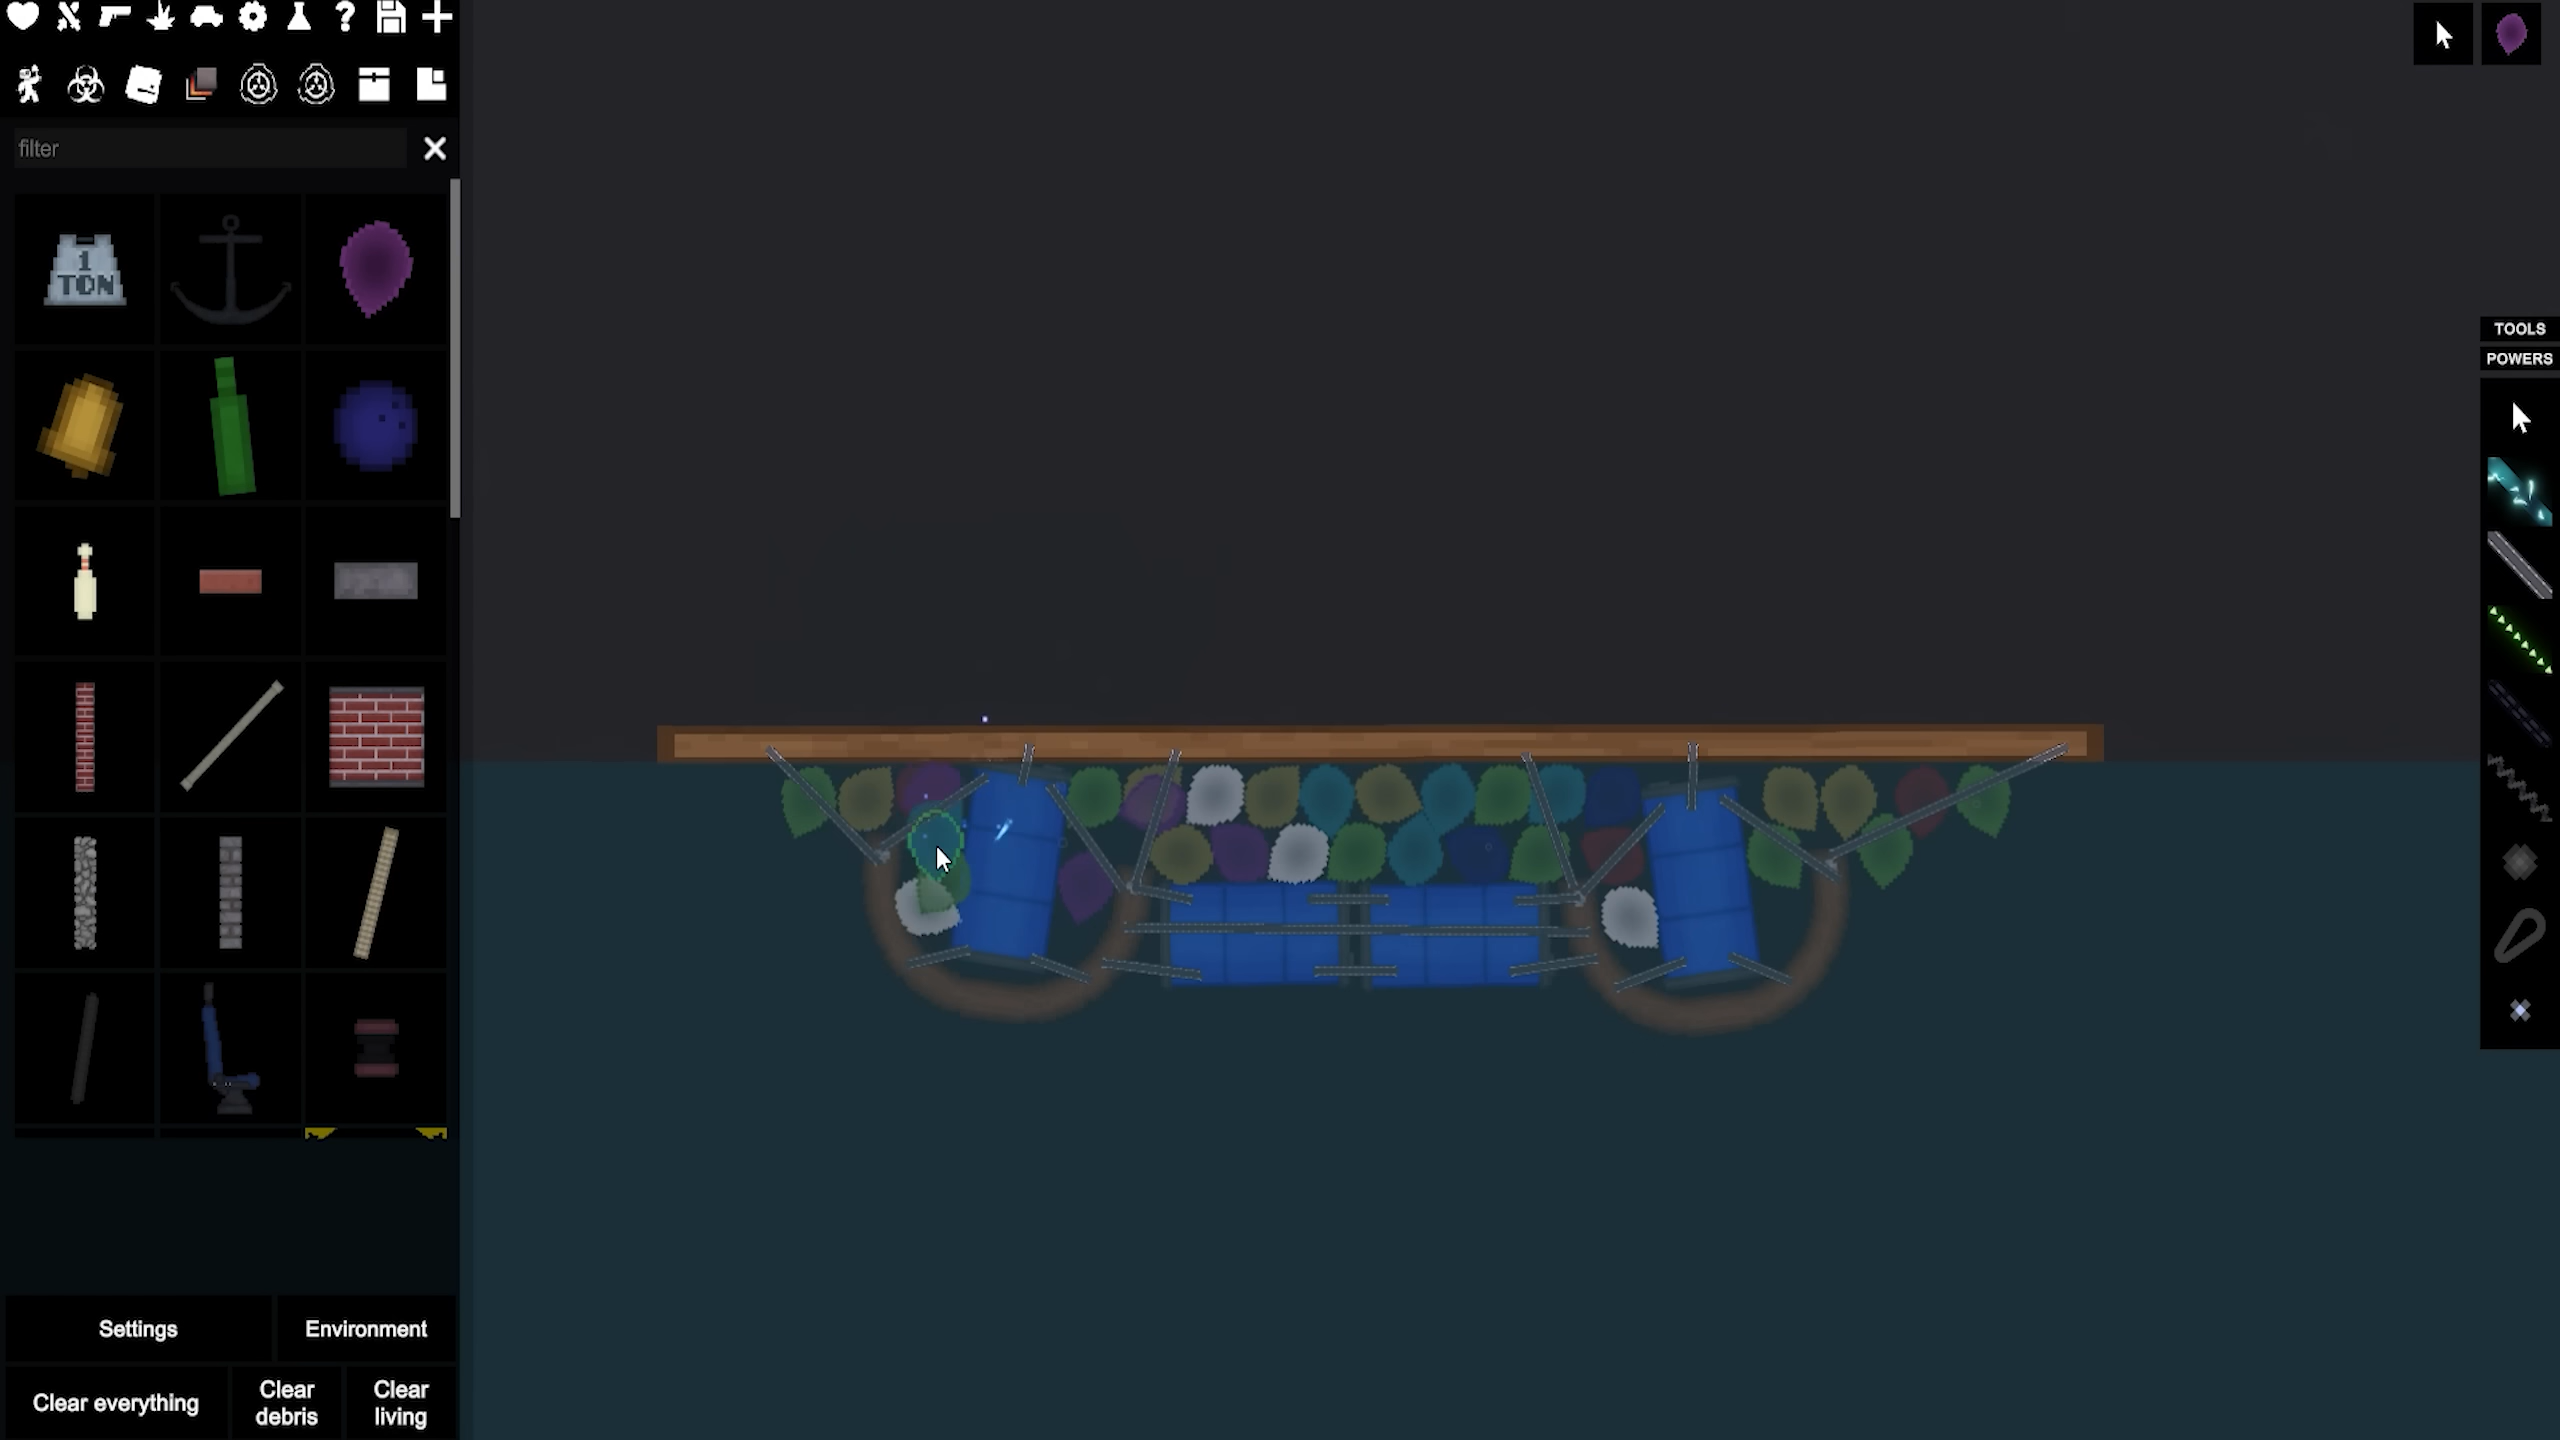 filter
1
TON
TOOLS
POWERS
Settings
Environment
Clear everything
Clear
debris
Clear
living